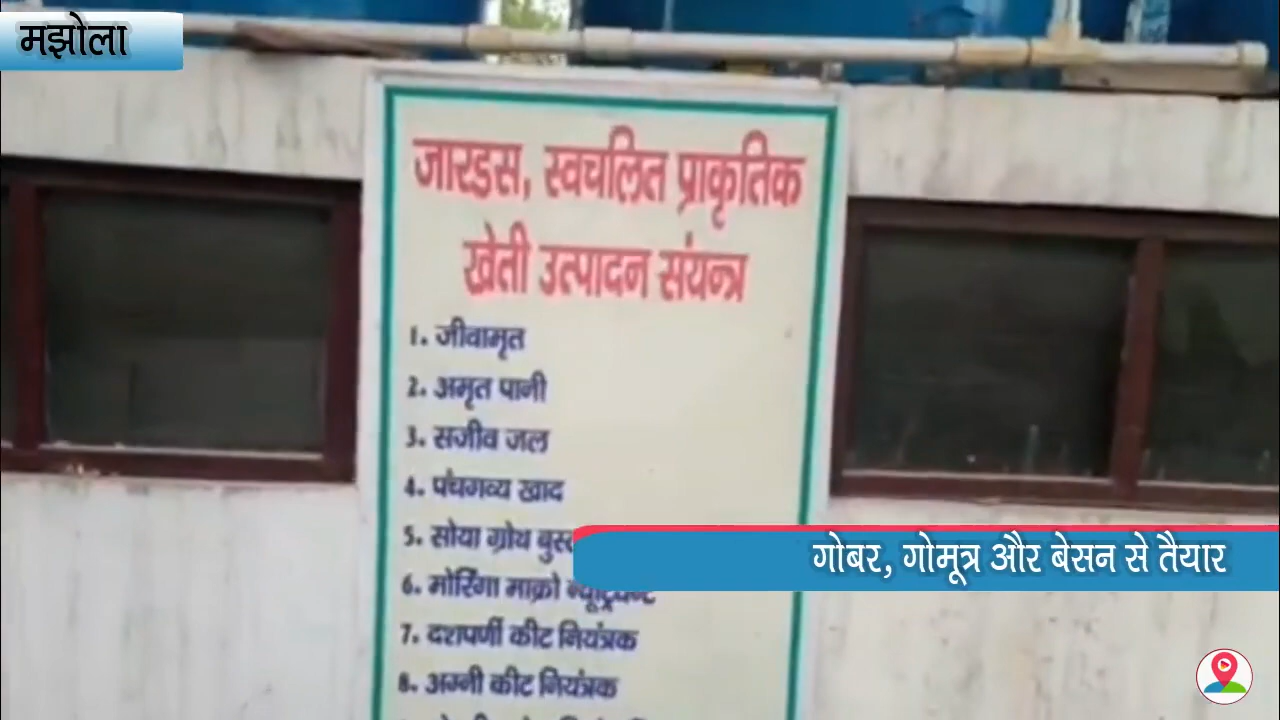 मझोला
जारइस, स्वचलित प्राकृतिक
खेती उत्पादन संयन्त्र
1. जीवामृत
2. अमृत पानी
3. सजीव जल
4. पंचगव्य खाद
5. सोया ग्रोथ
गोबर, गोमूत्र और बेसन से तैयार
6. मोरिंगा माक्रो
7. दशपर्णी कीट नियंत्रक
8. अग्नी कीट नियंत्रक